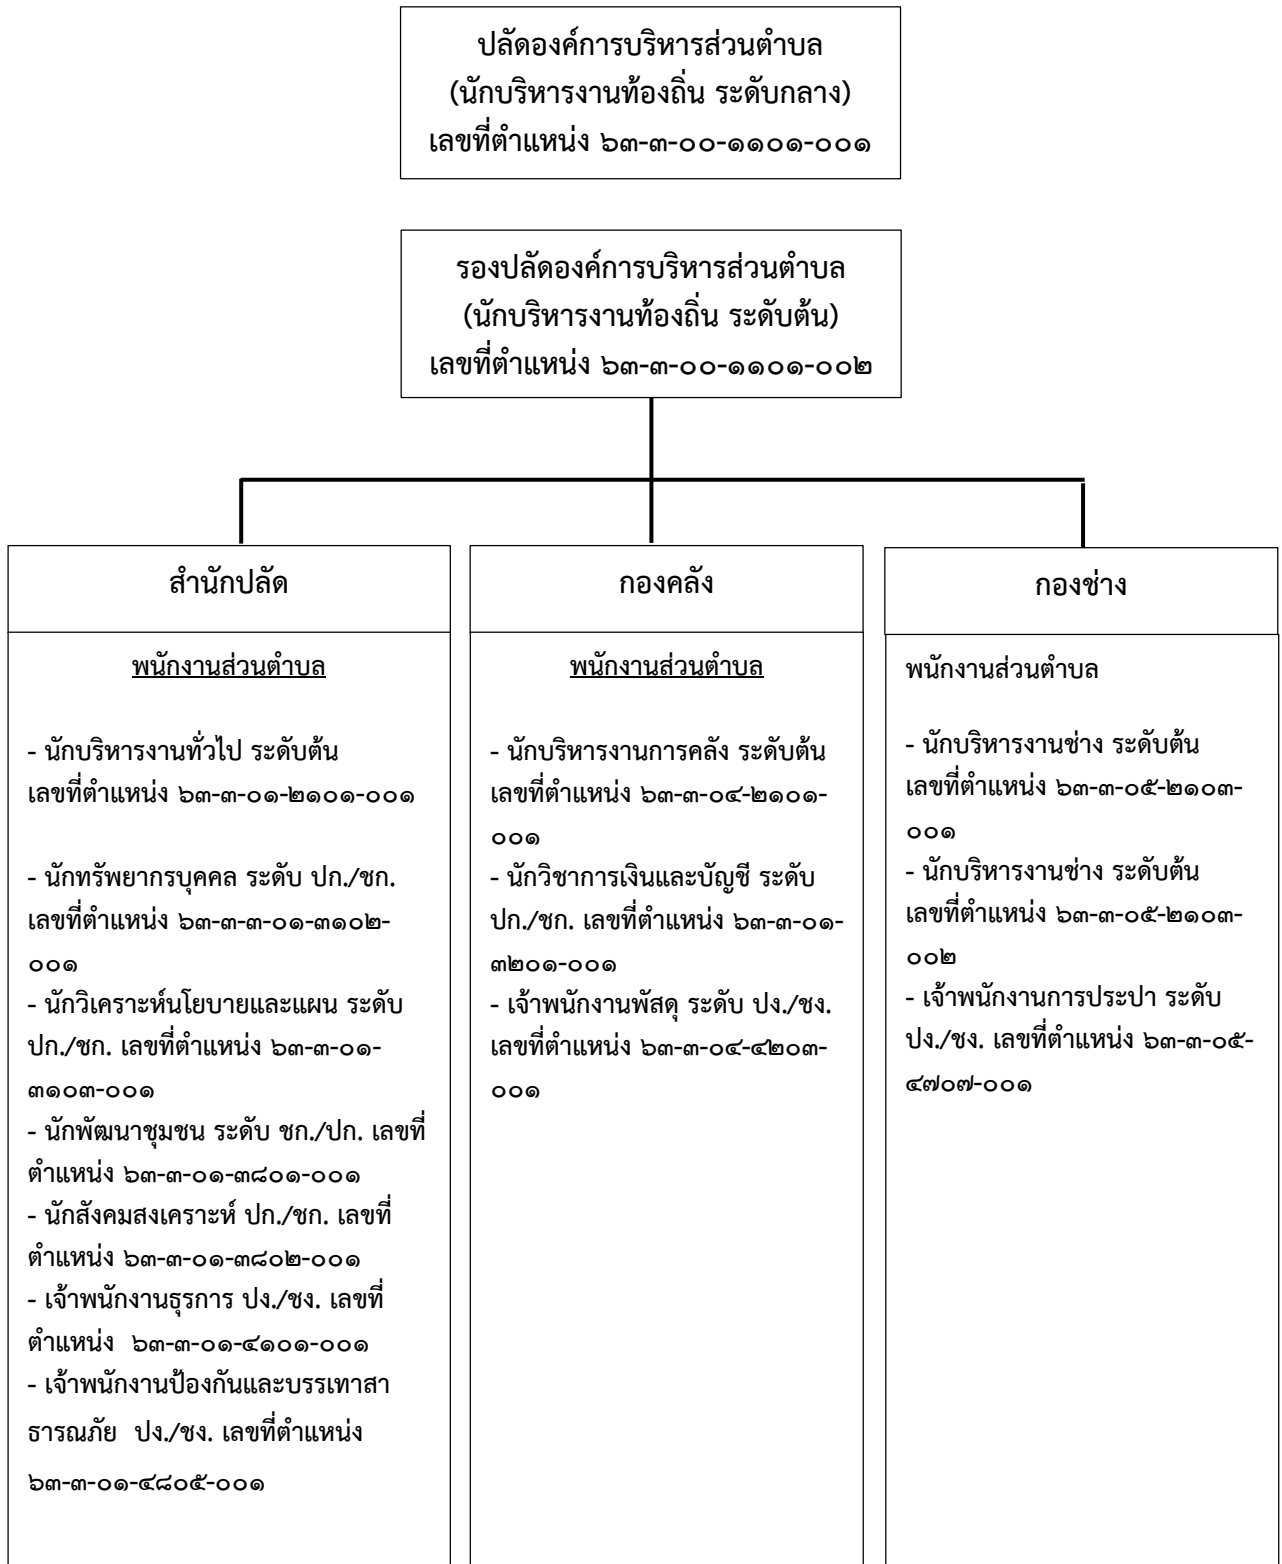 ปลัดองค์การบริหารส่วนตำบล
(นักบริหารงานท้องถิ่น ระดับกลาง)
เลขที่ตำแหน่ง ๖๓-๓-๐๐-๑๑๐๑-๐๐๑
รองปลัดองค์การบริหารส่วนตำบล
(นักบริหารงานท้องถิ่น ระดับต้น)
เลขที่ตำแหน่ง ๖๓-๓-๐๐-๑๑๐๑-๐๐๒
สำนักปลัด
พนักงานส่วนตำบล
- นักบริหารงานทั่วไป ระดับต้น
เลขที่ตำแหน่ง ๖๓-๓-๐๑-๒๑๐๑-๐๐๑
- นักทรัพยากรบุคคล ระดับ ปก./ชก.
เลขที่ตำแหน่ง ๖๓-๓-๓-๐๑-๓๑๐๒-
๐๐๑
- นักวิเคราะห์นโยบายและแผน ระดับ
ปก./ชก. เลขที่ตำแหน่ง ๖๓-๓-๐๑-
๓๑๐๓-๐๐๑
- นักพัฒนาชุมชน ระดับ ชก./ปก. เลขที่
ตำแหน่ง ๖๓-๓-๐๑-๓๘๐๑-๐๐๑
- นักสังคมสงเคราะห์ ปก./ชก. เลขที่
ตำแหน่ง ๖๓-๓-๐๑-๓๘๐๒-๐๐๑
- เจ้าพนักงานธุรการ ปง./ชง. เลขที่
ตำแหน่ง  ๖๓-๓-๐๑-๔๑๐๑-๐๐๑
- เจ้าพนักงานป้องกันและบรรเทาสา
ธารณภัย  ปง./ชง. เลขที่ตำแหน่ง
๖๓-๓-๐๑-๔๘๐๕-๐๐๑
กองคลัง
พนักงานส่วนตำบล
- นักบริหารงานการคลัง ระดับต้น
เลขที่ตำแหน่ง ๖๓-๓-๐๔-๒๑๐๑-
๐๐๑
- นักวิชาการเงินและบัญชี ระดับ
ปก./ชก. เลขที่ตำแหน่ง ๖๓-๓-๐๑-
๓๒๐๑-๐๐๑
- เจ้าพนักงานพัสดุ ระดับ ปง./ชง.
เลขที่ตำแหน่ง ๖๓-๓-๐๔-๔๒๐๓-
๐๐๑
กองช่าง
พนักงานส่วนตำบล
- นักบริหารงานช่าง ระดับต้น
เลขที่ตำแหน่ง ๖๓-๓-๐๕-๒๑๐๓-
๐๐๑
- นักบริหารงานช่าง ระดับต้น
เลขที่ตำแหน่ง ๖๓-๓-๐๕-๒๑๐๓-
๐๐๒
- เจ้าพนักงานการประปา ระดับ
ปง./ชง. เลขที่ตำแหน่ง ๖๓-๓-๐๕-
๔๗๐๗-๐๐๑